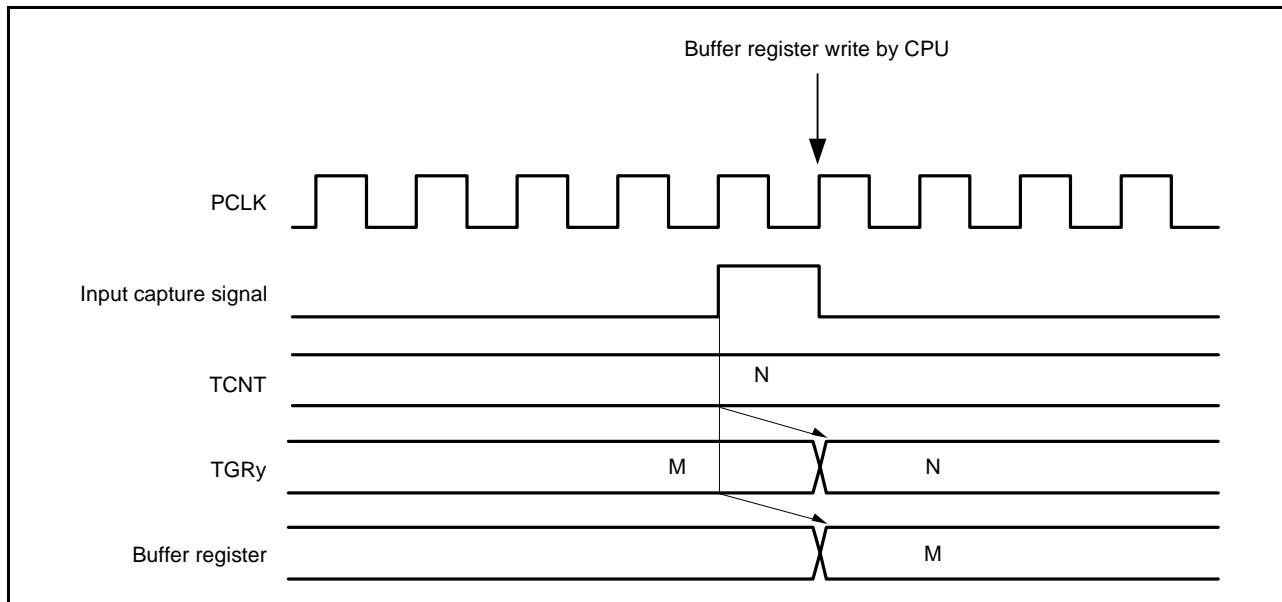 Buffer register write by CPU
PCLK
Input capture signal
TCNT
N
TGRy
M
N
Buffer register
M